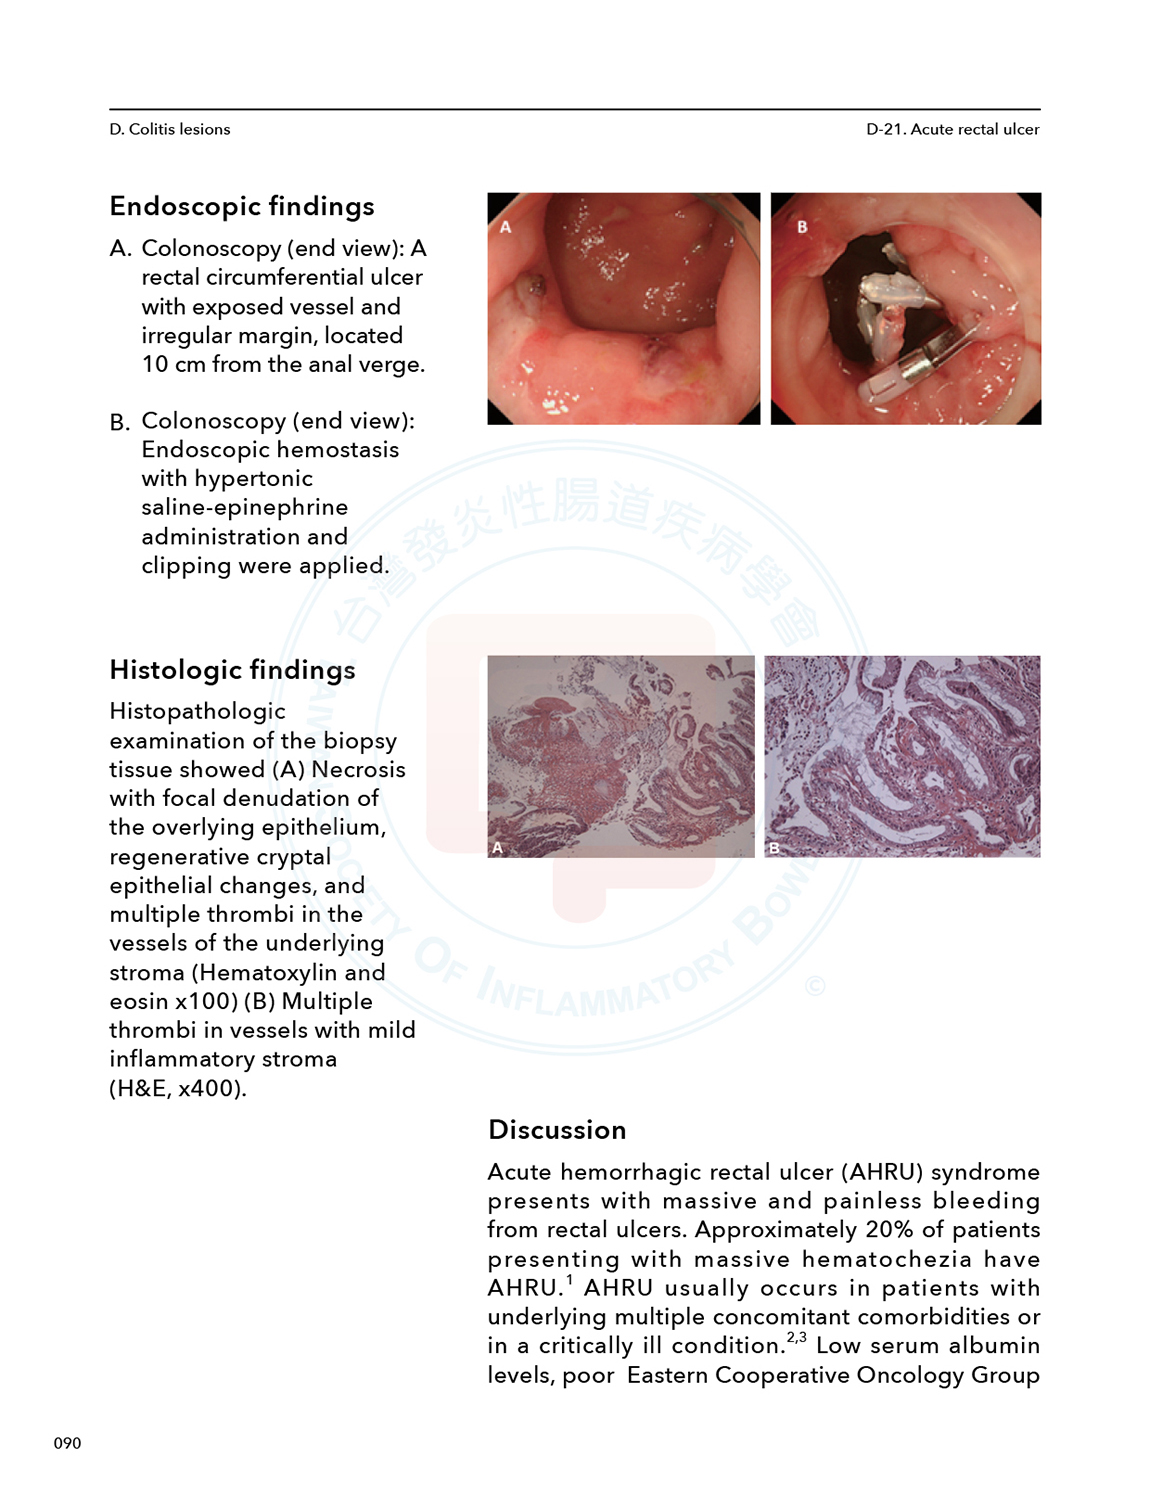 D. Colitis lesions
D-21. Acute rectal ulcer
Endoscopic findings
A. Colonoscopy (end view): A
rectal circumferential ulcer
with exposed vessel and
irregular margin, located
10 cm from the anal verge.
B. Colonoscopy (end view):
Endoscopic hemostasis
with hypertonic
saline-epinephrine
administration and
clipping were applied.
A
B
Histologic findings
Histopathologic
examination of the biopsy
tissue showed (A) Necrosis
with focal denudation of
the overlying epithelium,
regenerative cryptal
epithelial changes, and
multiple thrombi in the
vessels of the underlying
stroma (Hematoxylin and
eosin x100) (B) Multiple
thrombi in vessels with mild
inflammatory stroma
(H&E, x400).
A
B
台灣發炎性腸道疾病學會
SOCIETY OF INFLAMMATORY
©
Discussion
Acute hemorrhagic rectal ulcer (AHRU) syndrome
presents with massive and painless bleeding
from rectal ulcers. Approximately 20% of patients
presenting with massive hematochezia have
AHRU.1 AHRU usually occurs in patients with
underlying multiple concomitant comorbidities or
in a critically ill condition.2,3 Low serum albumin
levels, poor Eastern Cooperative Oncology Group
090